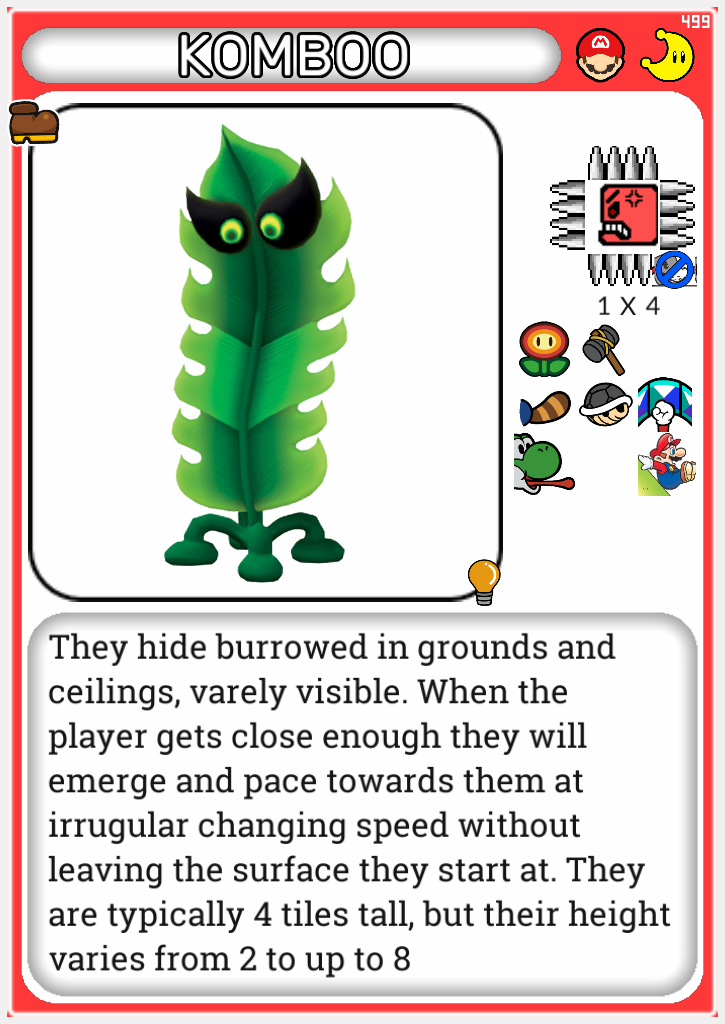 499
KOMBOO
M
1 X 4
They hide burrowed in grounds and
ceilings, varely visible. When the
player gets close enough they will
emerge and pace towards them at
irrugular changing speed without
leaving the surface they start at. They
are typically 4 tiles tall, but their height
varies from 2 to up to 8